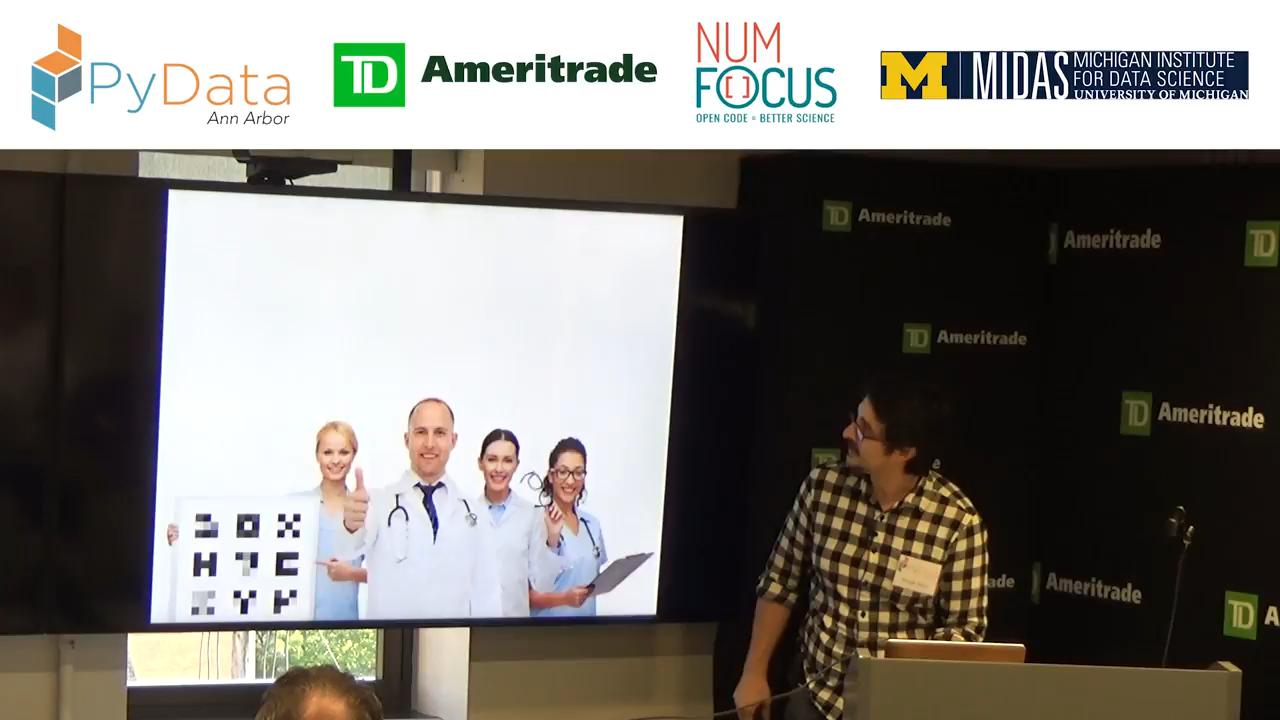 PyData
Ann Arbor
TD Ameritrade
NUM
FOCUS
OPEN CODE = BETTER SCIENCE
M MIDAS
MICHIGAN INSTITUTE
FOR DATA SCIENCE
UNIVERSITY OF MICHIGAN
TD Ameritrade
Ameritrade
TD
TD Ameritrade
TD Ameritrade
TD
ade
Ameritrade
TD A
O X
H C
Y